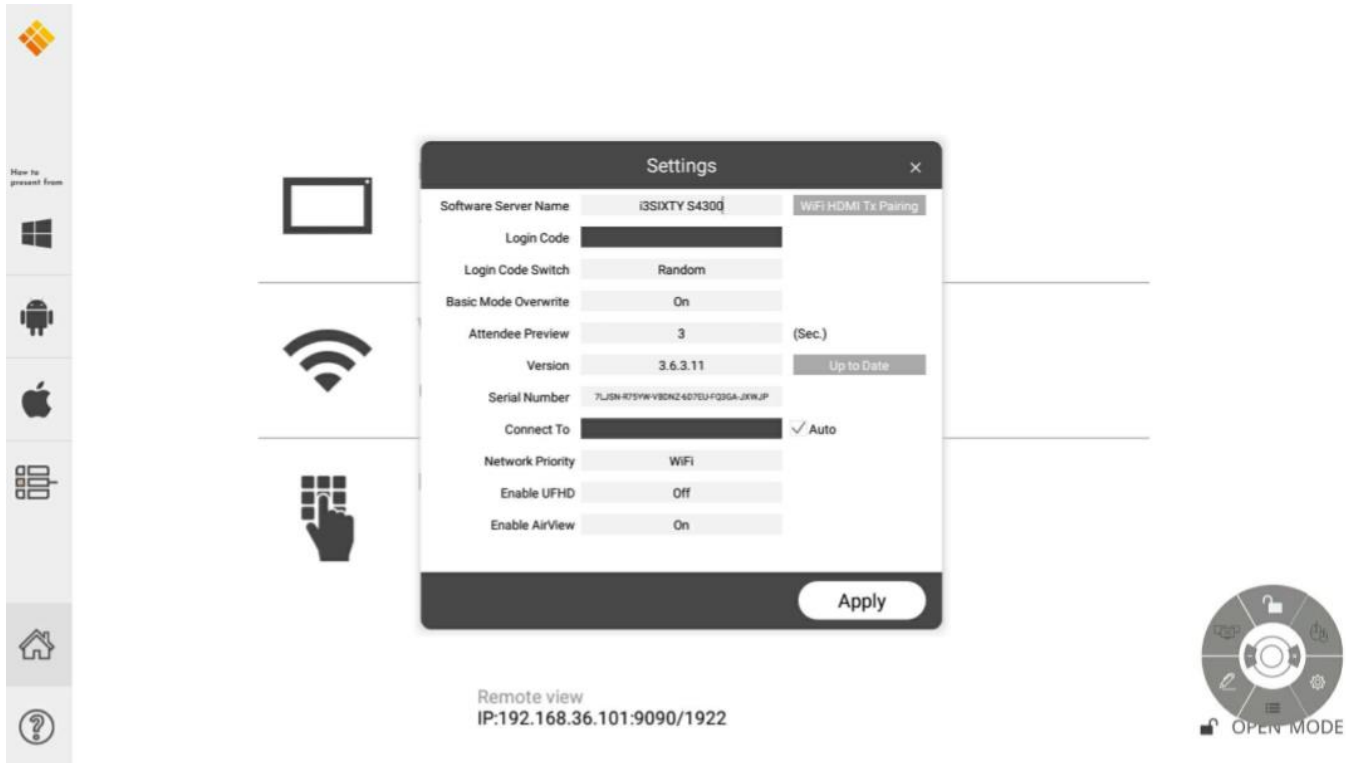 How to
present from
Settings ×
Software Server Name i3SIXTY S4300 WiFi HDMI Tx Pairing
Login Code
Login Code Switch Random
Basic Mode Overwrite On
Attendee Preview 3 (Sec.)
Version 3.6.3.11 Up to Date
Serial Number
Connect To Auto
Network Priority WiFi
Enable UFHD Off
Enable AirView On
Apply
Remote view
IP:192.168.36.101:9090/1922
OPEN MODE